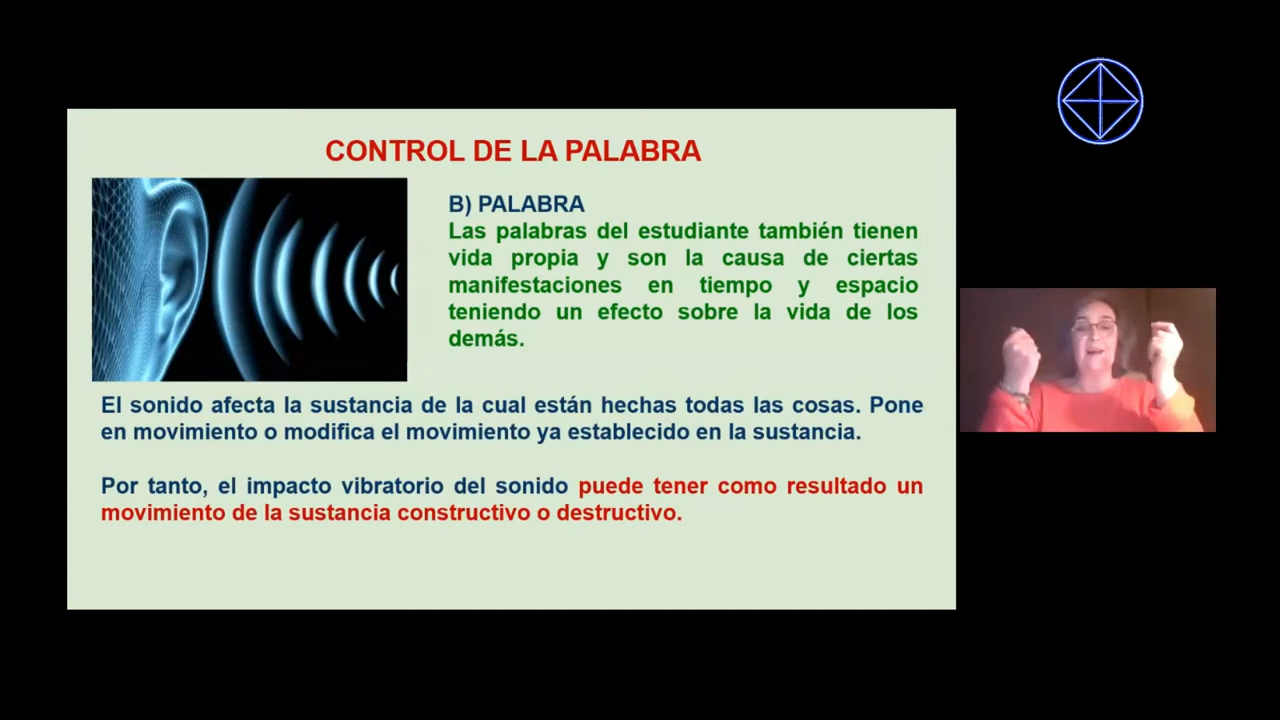 CONTROL DE LA PALABRA
B) PALABRA
Las palabras del estudiante también tienen
vida propia y son la causa de ciertas
manifestaciones en tiempo y espacio
teniendo un efecto sobre la vida de los
demás.
El sonido afecta la sustancia de la cual están hechas todas las cosas. Pone
en movimiento o modifica el movimiento ya establecido en la sustancia.
Por tanto, el impacto vibratorio del sonido puede tener como resultado un
movimiento de la sustancia constructivo o destructivo.